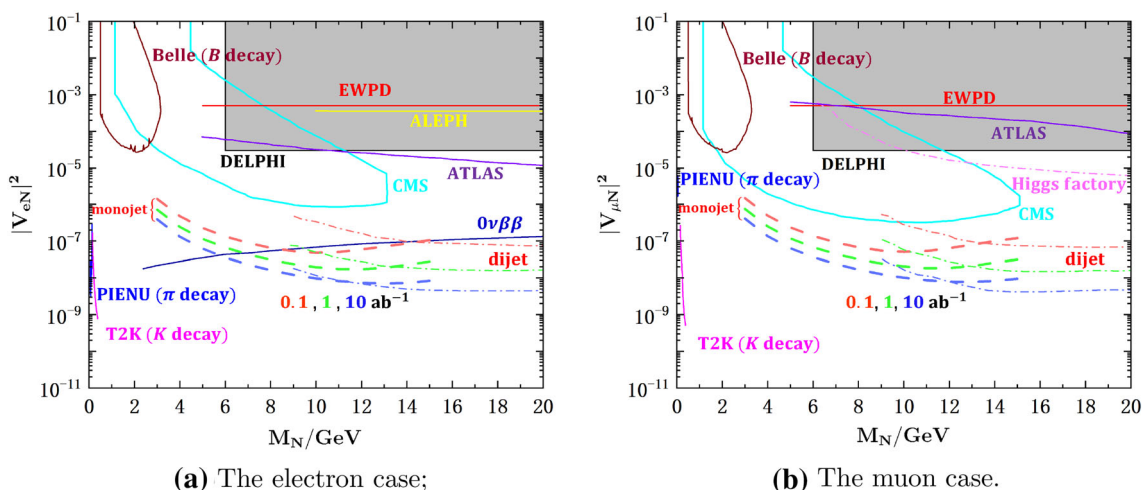 10⁻¹
10⁻³
10⁻⁵
10⁻⁷
10⁻⁹
10⁻¹¹
|V_eN|²
Belle (B decay)
EWPD
ALEPH
DELPHI
ATLAS
CMS
monojet
0νββ
dijet
PIENU (π decay)
0.1, 1, 10 ab⁻¹
T2K (K decay)
0 2 4 6 8 10 12 14 16 18 20
M_N/GeV
(a) The electron case;
10⁻¹
10⁻³
10⁻⁵
10⁻⁷
10⁻⁹
10⁻¹¹
|V_μN|²
Belle (B decay)
EWPD
ATLAS
DELPHI
PIENU (π decay)
Higgs factory
monojet
CMS
dijet
0.1, 1, 10 ab⁻¹
T2K (K decay)
0 2 4 6 8 10 12 14 16 18 20
M_N/GeV
(b) The muon case.